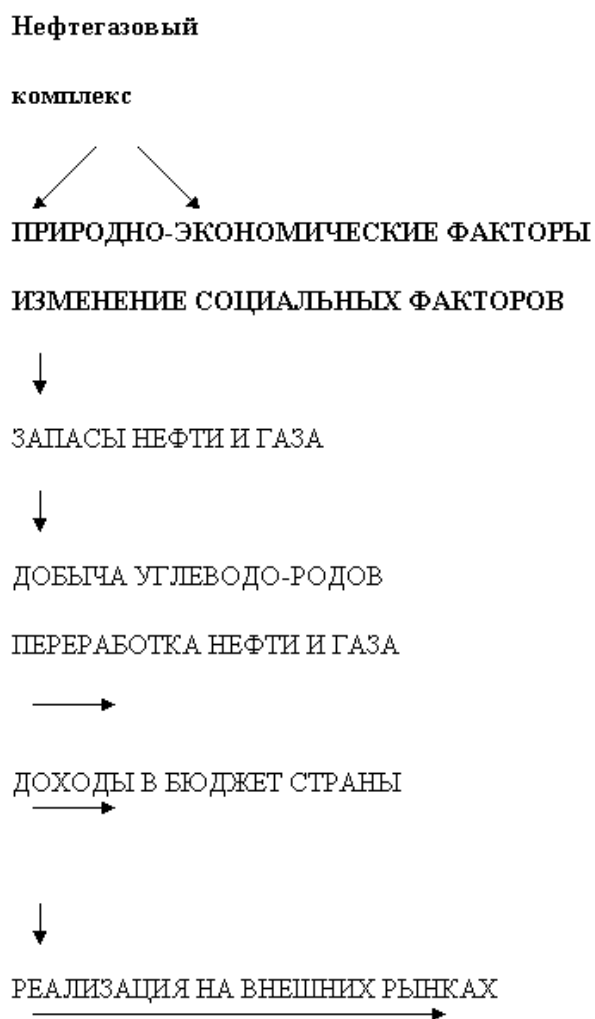 Нефтегазовый
комплекс
ПРИРОДНО-ЭКОНОМИЧЕСКИЕ ФАКТОРЫ
ИЗМЕНЕНИЕ СОЦИАЛЬНЫХ ФАКТОРОВ
ЗАПАСЫ НЕФТИ И ГАЗА
ДОБЫЧА УГЛЕВОДО-РОДОВ
ПЕРЕРАБОТКА НЕФТИ И ГАЗА
ДОХОДЫ В БЮДЖЕТ СТРАНЫ
РЕАЛИЗАЦИЯ НА ВНЕШНИХ РЫНКАХ